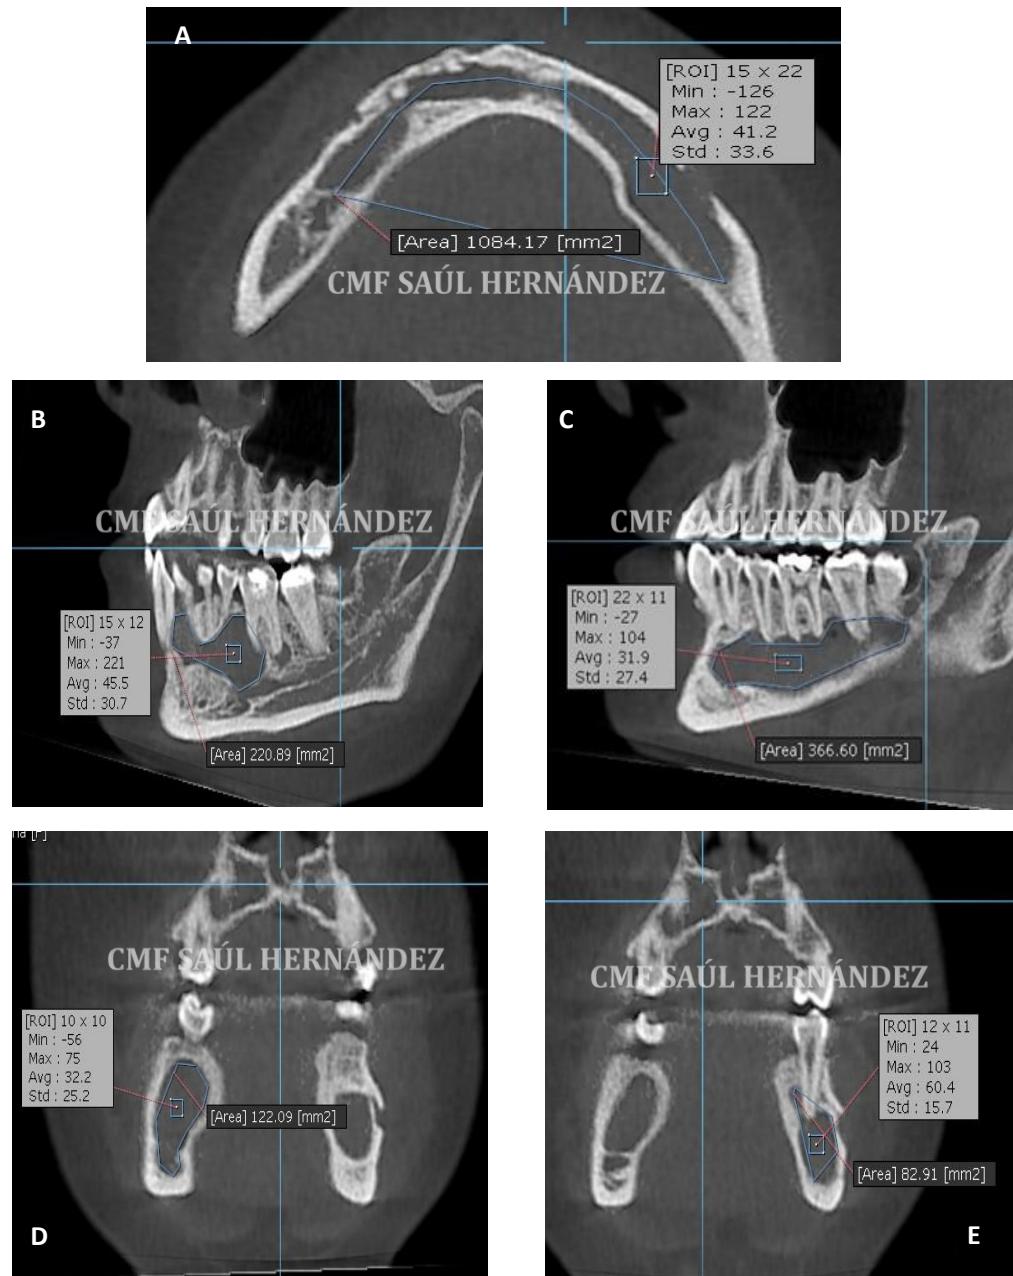 A
[ROI] 15 x 22
Min : -126
Max : 122
Avg : 41.2
Std : 33.6
[Area] 1084.17 [mm2]
CMF SAÚL HERNÁNDEZ
B
CMF SAÚL HERNÁNDEZ
[ROI] 15 x 12
Min : -37
Max : 221
Avg : 45.5
Std : 30.7
[Area] 220.89 [mm2]
C
CMF SAÚL HERNÁNDEZ
[ROI] 22 x 11
Min : -27
Max : 104
Avg : 31.9
Std : 27.4
[Area] 366.60 [mm2]
CMF SAÚL HERNÁNDEZ
[ROI] 10 x 10
Min : -56
Max : 75
Avg : 32.2
Std : 25.2
[Area] 122.09 [mm2]
D
CMF SAÚL HERNÁNDEZ
[ROI] 12 x 11
Min : 24
Max : 103
Avg : 60.4
Std : 15.7
[Area] 82.91 [mm2]
E